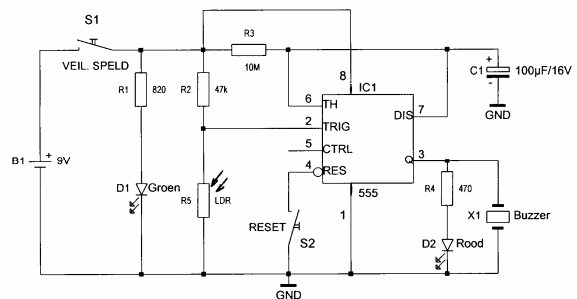 S1
VEIL. SPELD
R3
10M
R1 820
R2 47k
8 IC1
C1 + 100µF/16V
-
GND
6 TH
DIS 7
2 TRIG
5 CTRL
4 RES
Q 3
B1 + 9V
D1 Groen
R5 LDR
1 555
R4 470
X1 Buzzer
RESET S2
D2 Rood
GND